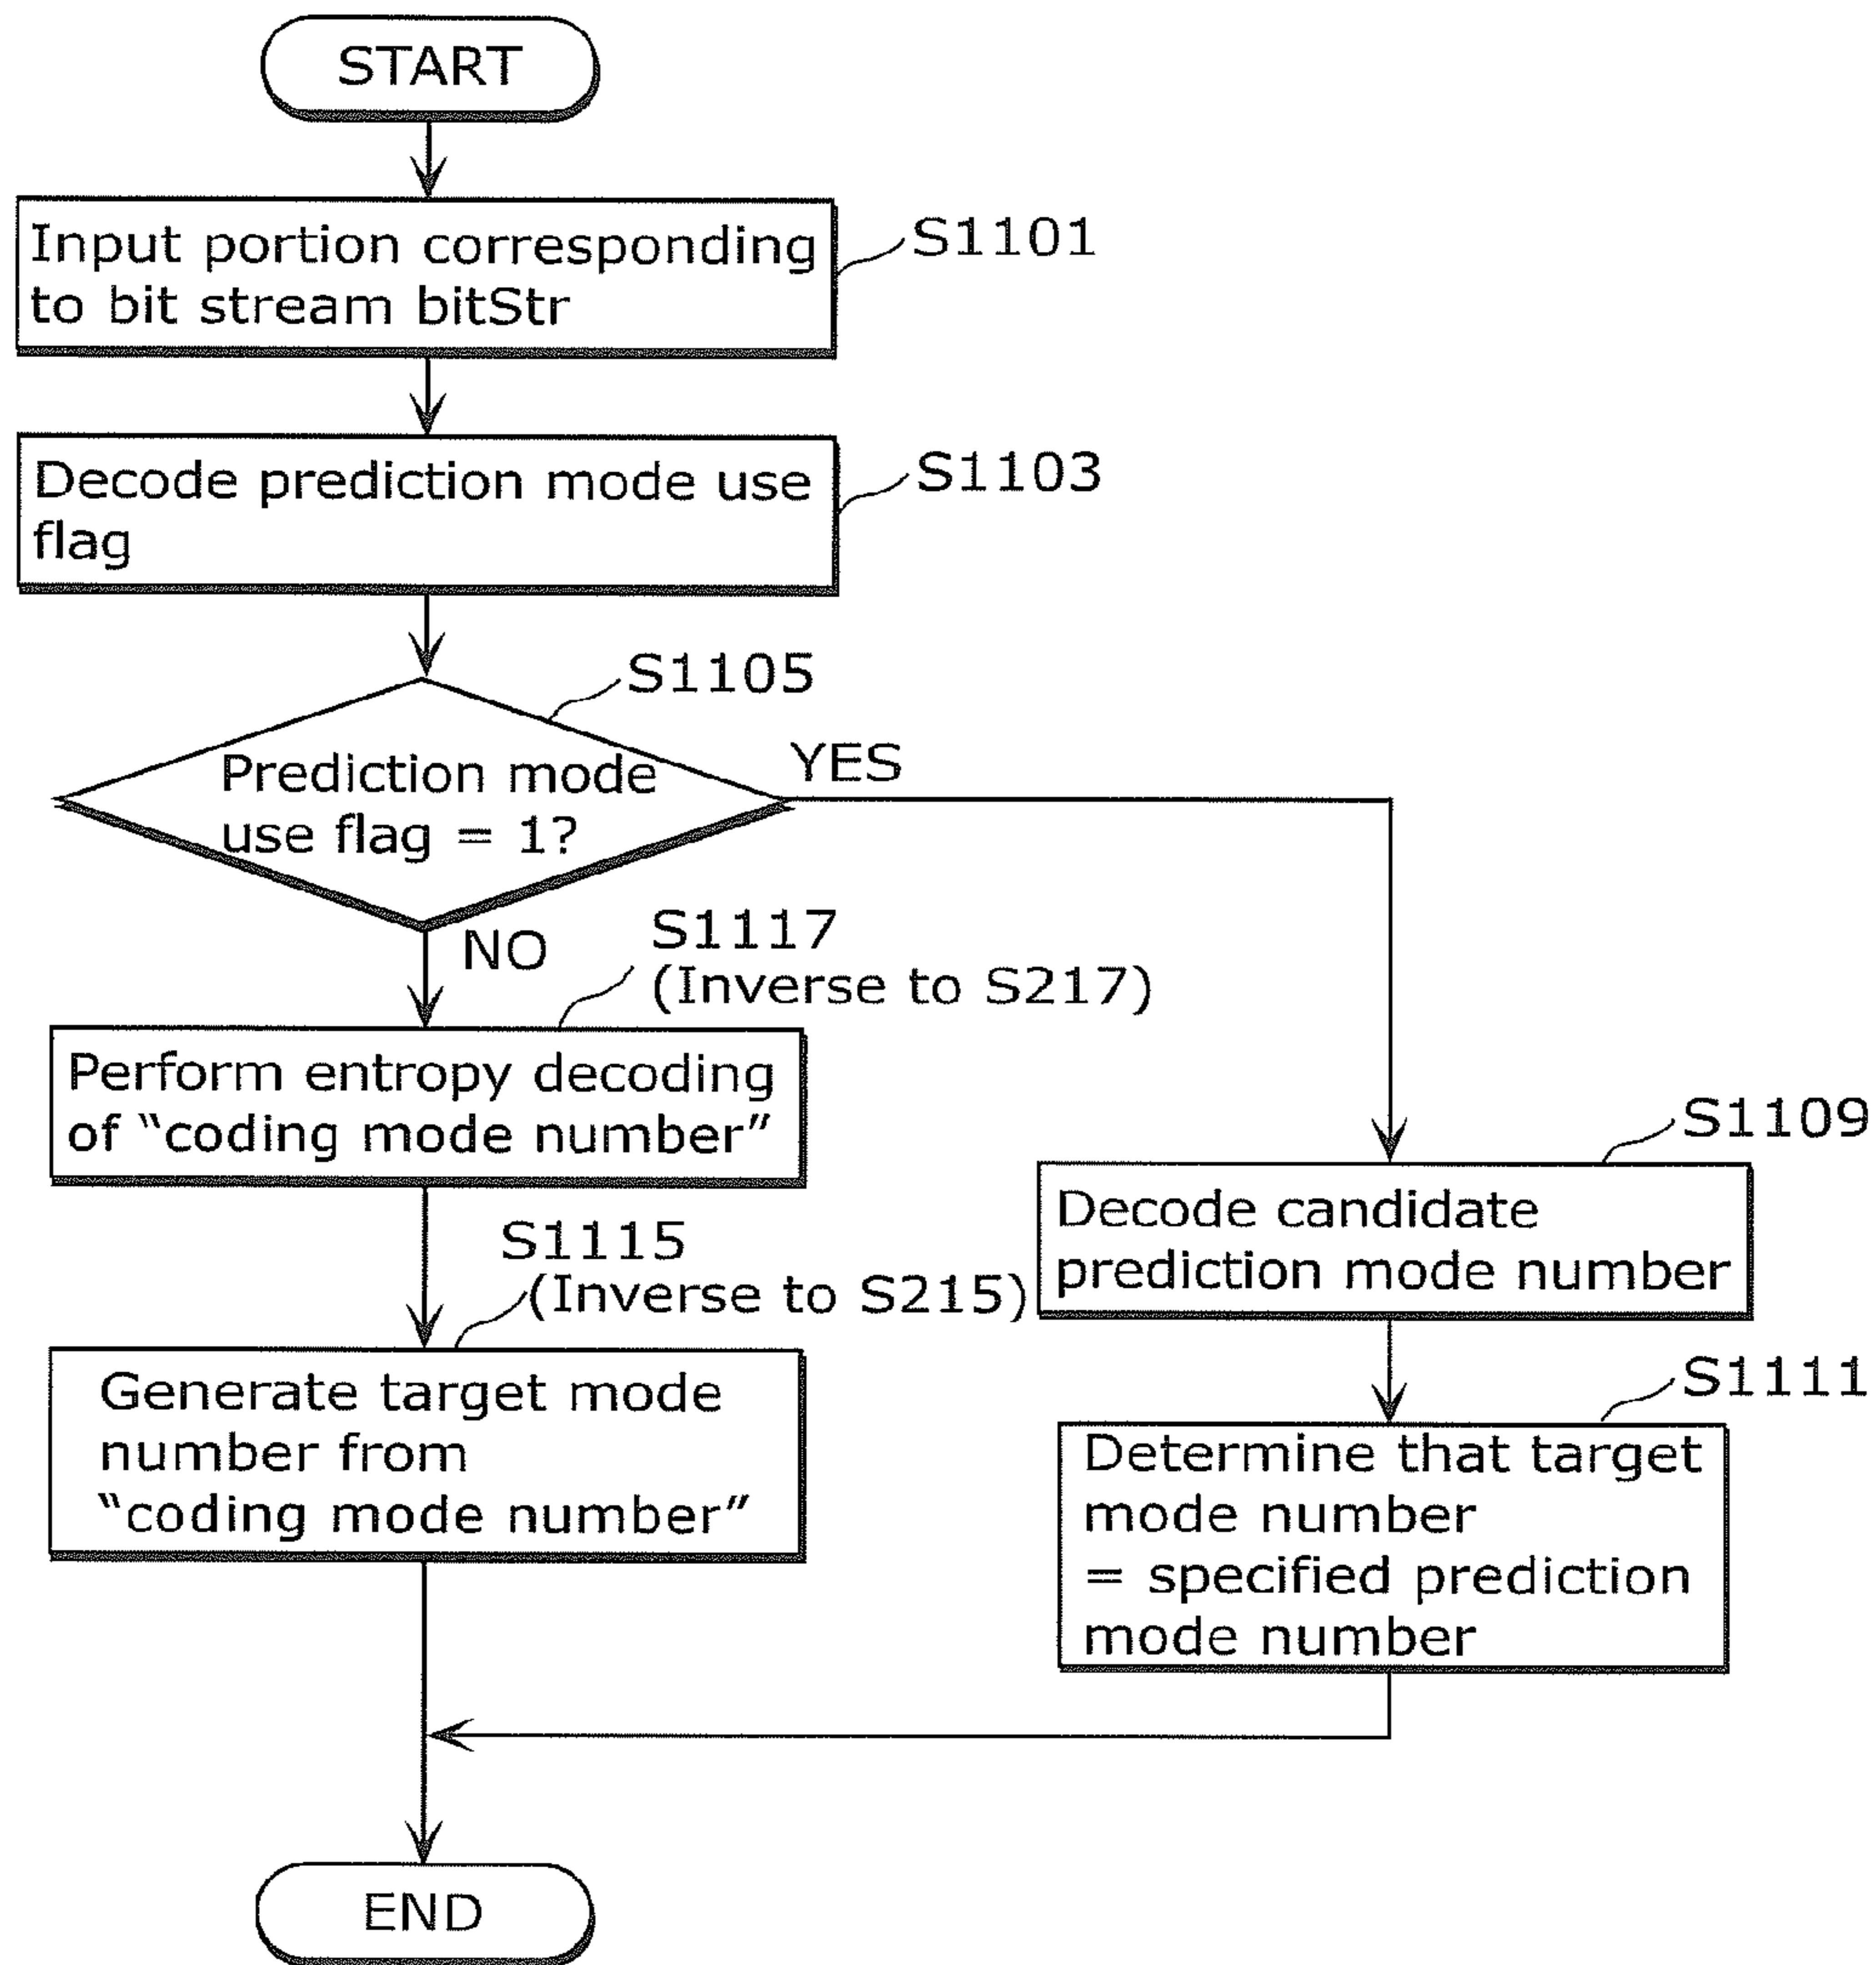 START
Input portion corresponding
to bit stream bitStr
S1101
Decode prediction mode use
flag
S1103
S1105
Prediction mode
use flag = 1?
YES
NO
S1117
(Inverse to S217)
Perform entropy decoding
of “coding mode number”
S1109
Decode candidate
prediction mode number
S1115
(Inverse to S215)
Generate target mode
number from
“coding mode number”
S1111
Determine that target
mode number
= specified prediction
mode number
END